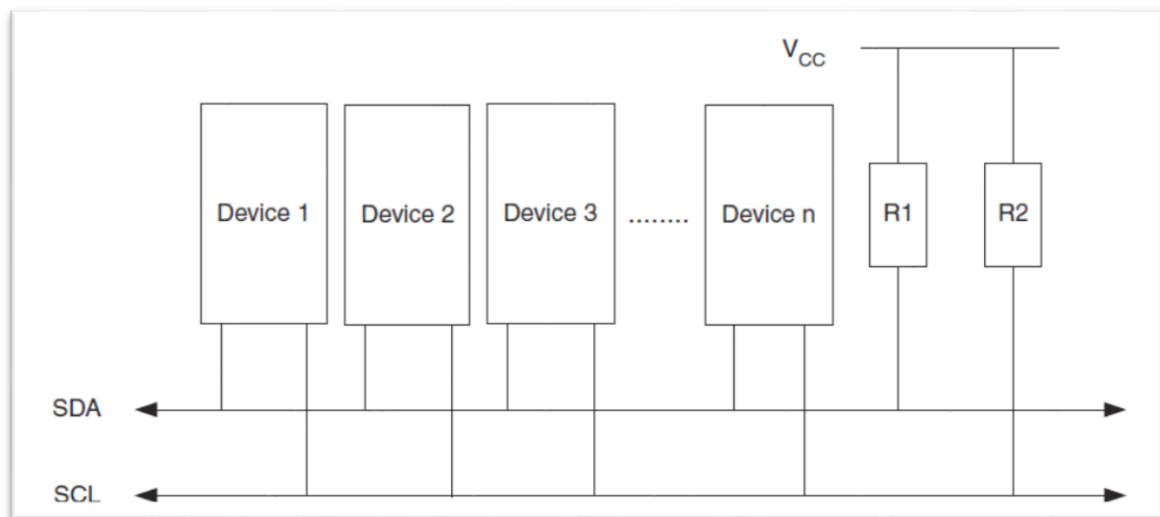 VCC
Device 1 Device 2 Device 3 ........ Device n R1 R2
SDA
SCL